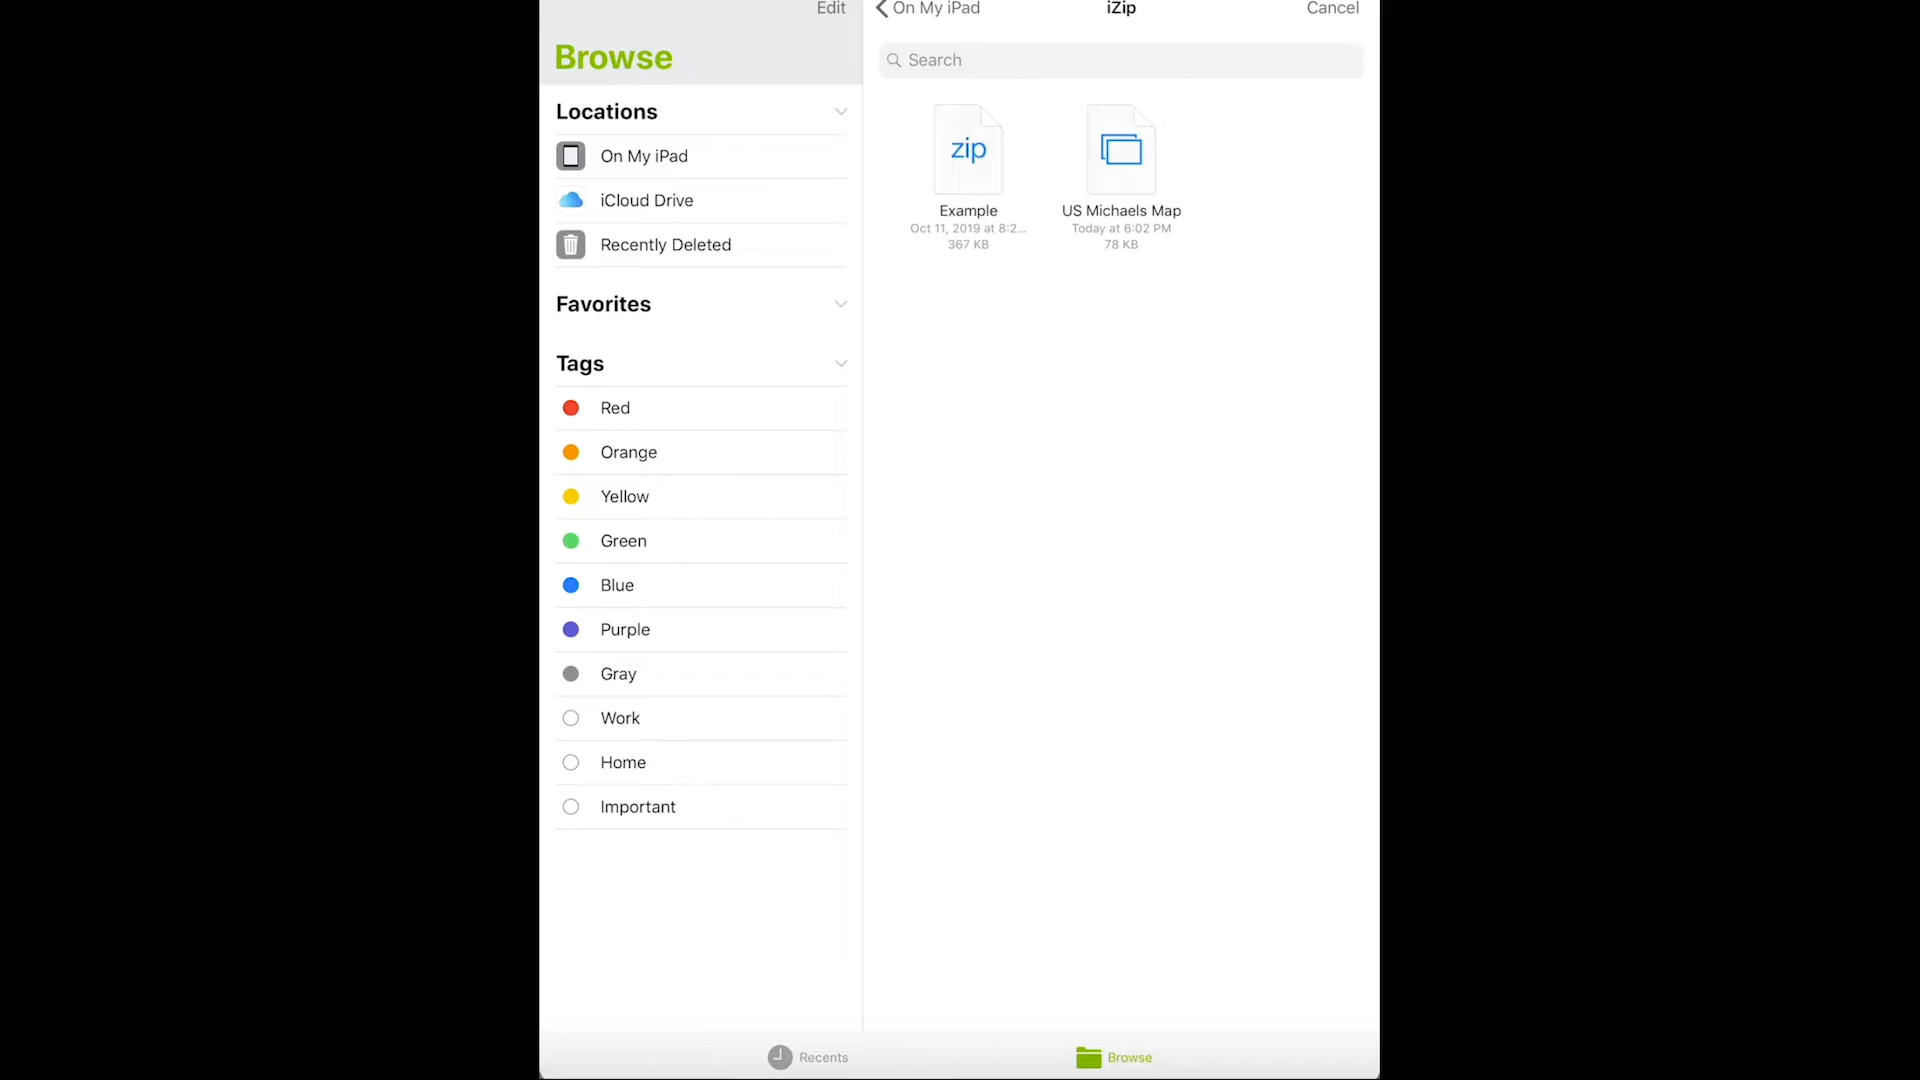 Edit
Browse
Locations
On My iPad
iCloud Drive
Recently Deleted
Favorites
Tags
Red
Orange
Yellow
Green
Blue
Purple
Gray
Work
Home
Important
On My iPad
iZip
Cancel
Search
zip
Example
Oct 11, 2019 at 8:2...
367 KB
US Michaels Map
Today at 6:02 PM
78 KB
Recents
Browse